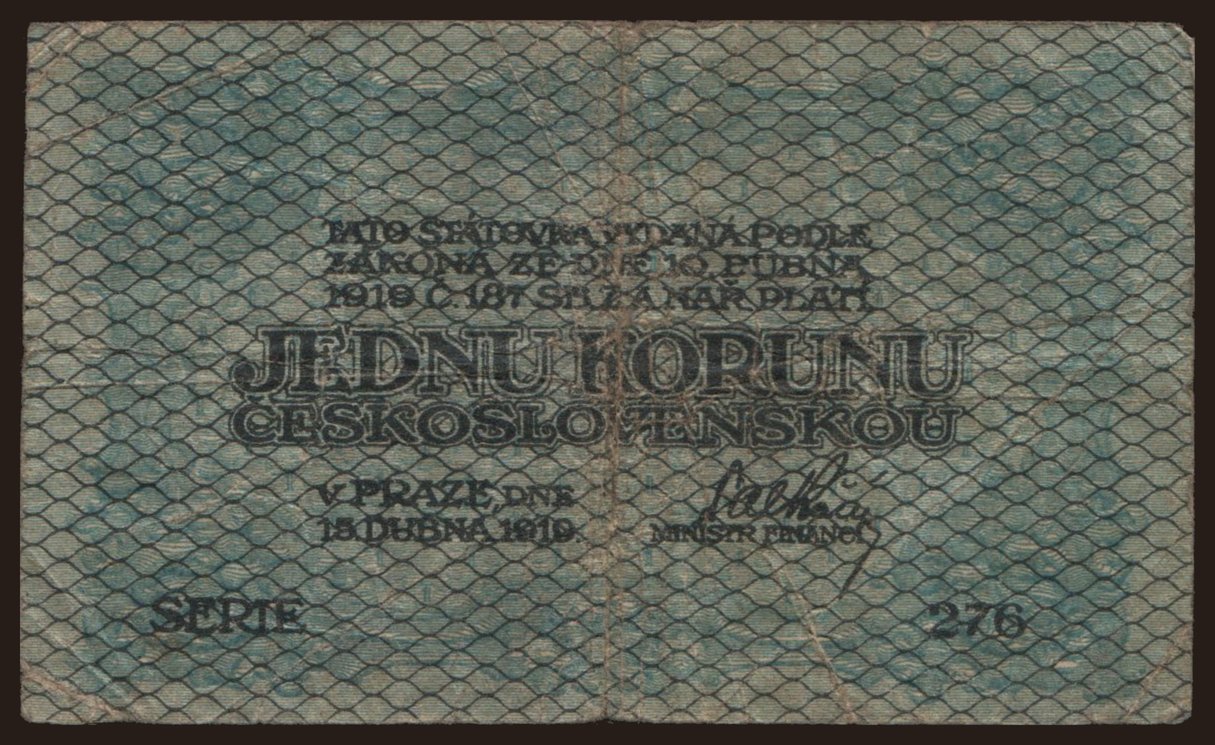 TATO STÁTOVKA VYDANÁ PODLE
ZÁKONA ZE DNE 10. DUBNA
1919 Č. 187 SB. Z. A NAŘ. PLATÍ
JEDNU KORUNU
ČESKOSLOVENSKOU
V PRAZE, DNE
15. DUBNA 1919.
MINISTR FINANCÍ
SERIE 276